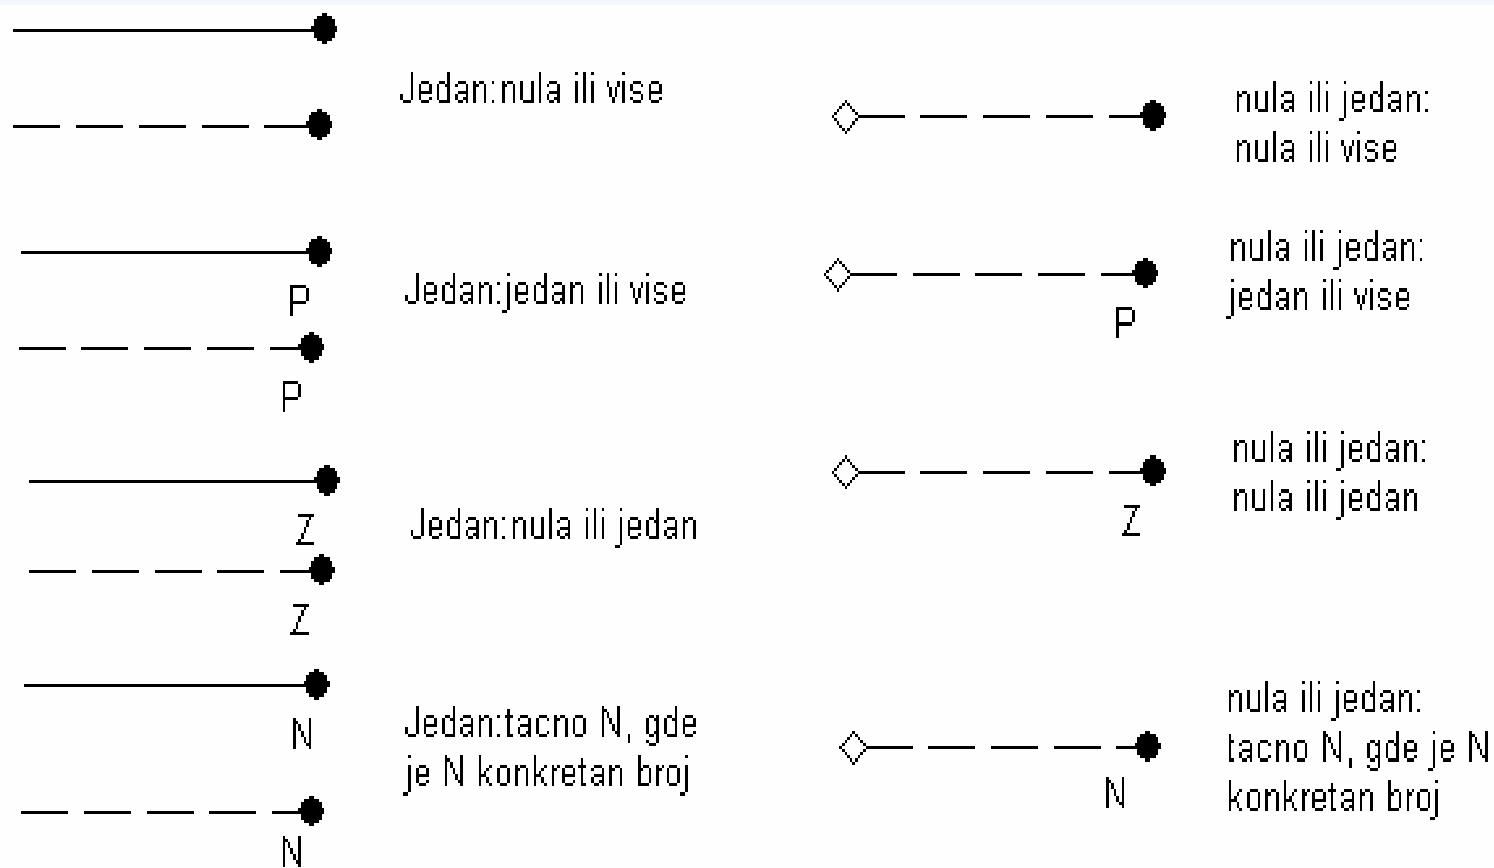 Jedan:nula ili vise
P
Jedan:jedan ili vise
P
Z
Jedan:nula ili jedan
Z
N
Jedan:tacno N, gde
je N konkretan broj
N
nula ili jedan:
nula ili vise
nula ili jedan:
jedan ili vise
P
nula ili jedan:
nula ili jedan
Z
nula ili jedan:
tacno N, gde je N
konkretan broj
N